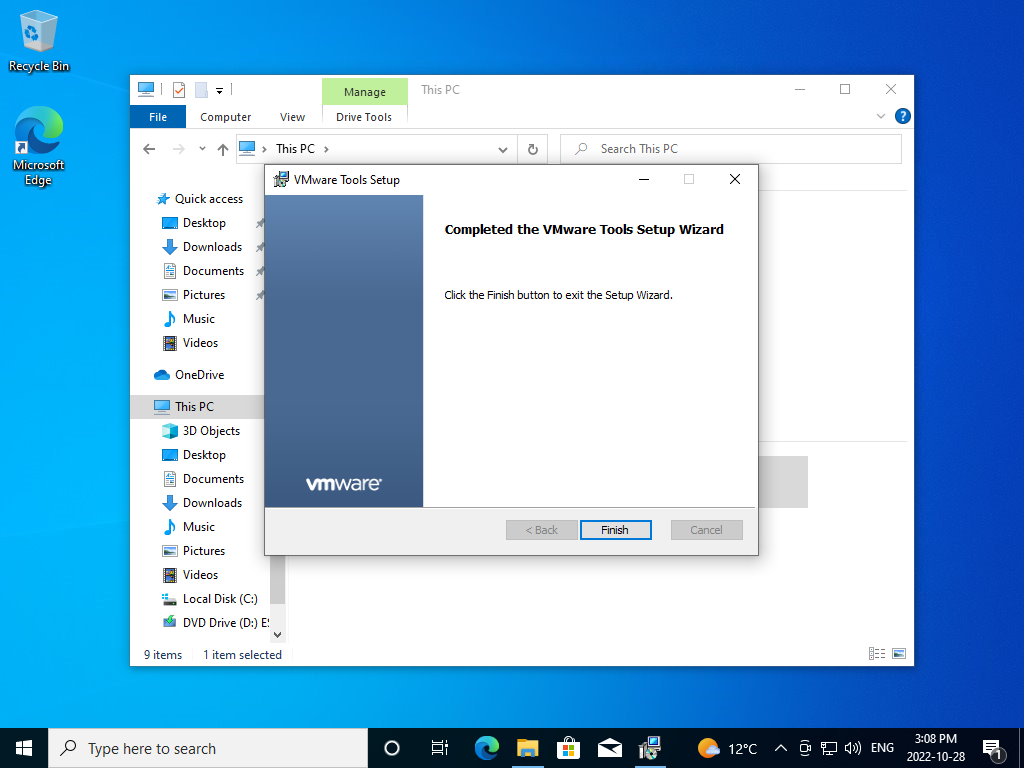 Recycle Bin
Microsoft
Edge
Manage
This PC
File
Computer
View
Drive Tools
?
This PC
Search This PC
Quick access
Desktop
Downloads
Documents
Pictures
Music
Videos
OneDrive
This PC
3D Objects
Desktop
Documents
Downloads
Music
Pictures
Videos
Local Disk (C:)
DVD Drive (D:) ES
9 items
1 item selected
VMware Tools Setup
Completed the VMware Tools Setup Wizard
Click the Finish button to exit the Setup Wizard.
vmware
< Back
Finish
Cancel
Type here to search
12°C
ENG
3:08 PM
2022-10-28
1